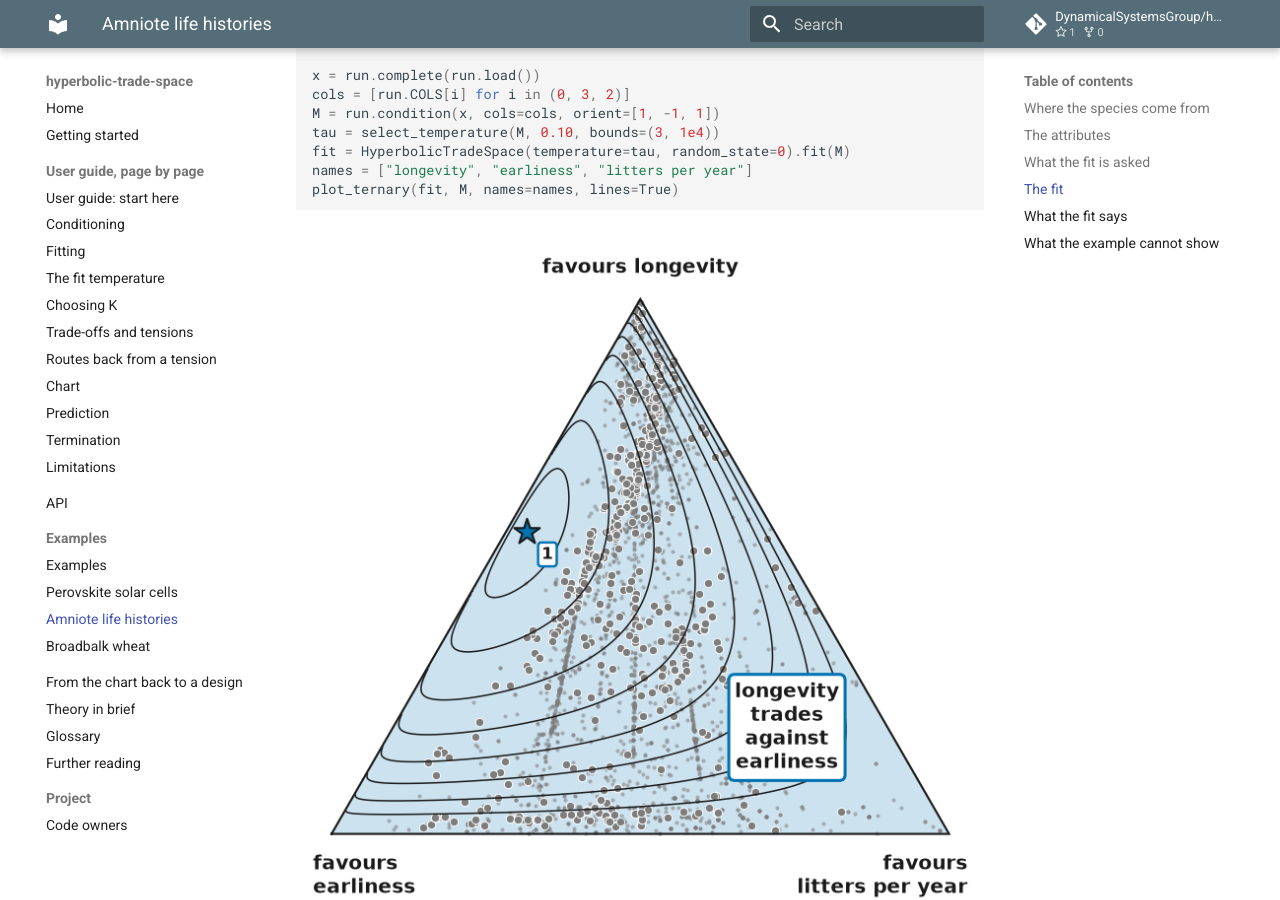 Amniote life histories
Search
DynamicalSystemsGroup/h…
1 0
hyperbolic-trade-space
Home
Getting started
User guide, page by page
User guide: start here
Conditioning
Fitting
The fit temperature
Choosing K
Trade-offs and tensions
Routes back from a tension
Chart
Prediction
Termination
Limitations
API
Examples
Examples
Perovskite solar cells
Amniote life histories
Broadbalk wheat
From the chart back to a design
Theory in brief
Glossary
Further reading
Project
Code owners
x = run.complete(run.load())
cols = [run.COLS[i] for i in (0, 3, 2)]
M = run.condition(x, cols=cols, orient=[1, -1, 1])
tau = select_temperature(M, 0.10, bounds=(3, 1e4))
fit = HyperbolicTradeSpace(temperature=tau, random_state=0).fit(M)
names = ["longevity", "earliness", "litters per year"]
plot_ternary(fit, M, names=names, lines=True)
favours longevity
1
longevity
trades
against
earliness
favours
earliness
favours
litters per year
Table of contents
Where the species come from
The attributes
What the fit is asked
The fit
What the fit says
What the example cannot show